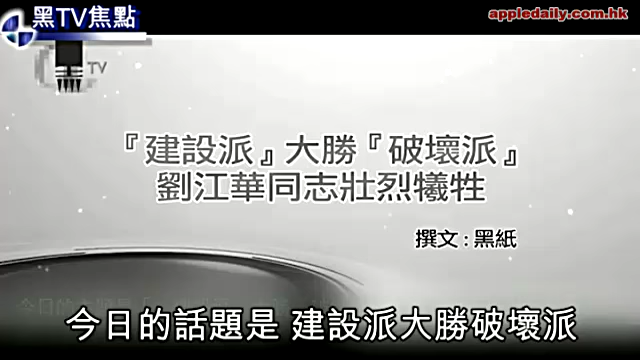 黑TV焦點
appledaily.com.hk
TV
『建設派』大勝『破壞派』
劉江華同志壯烈犧牲
撰文:黑紙
今日的話題是 建設派大勝破壞派